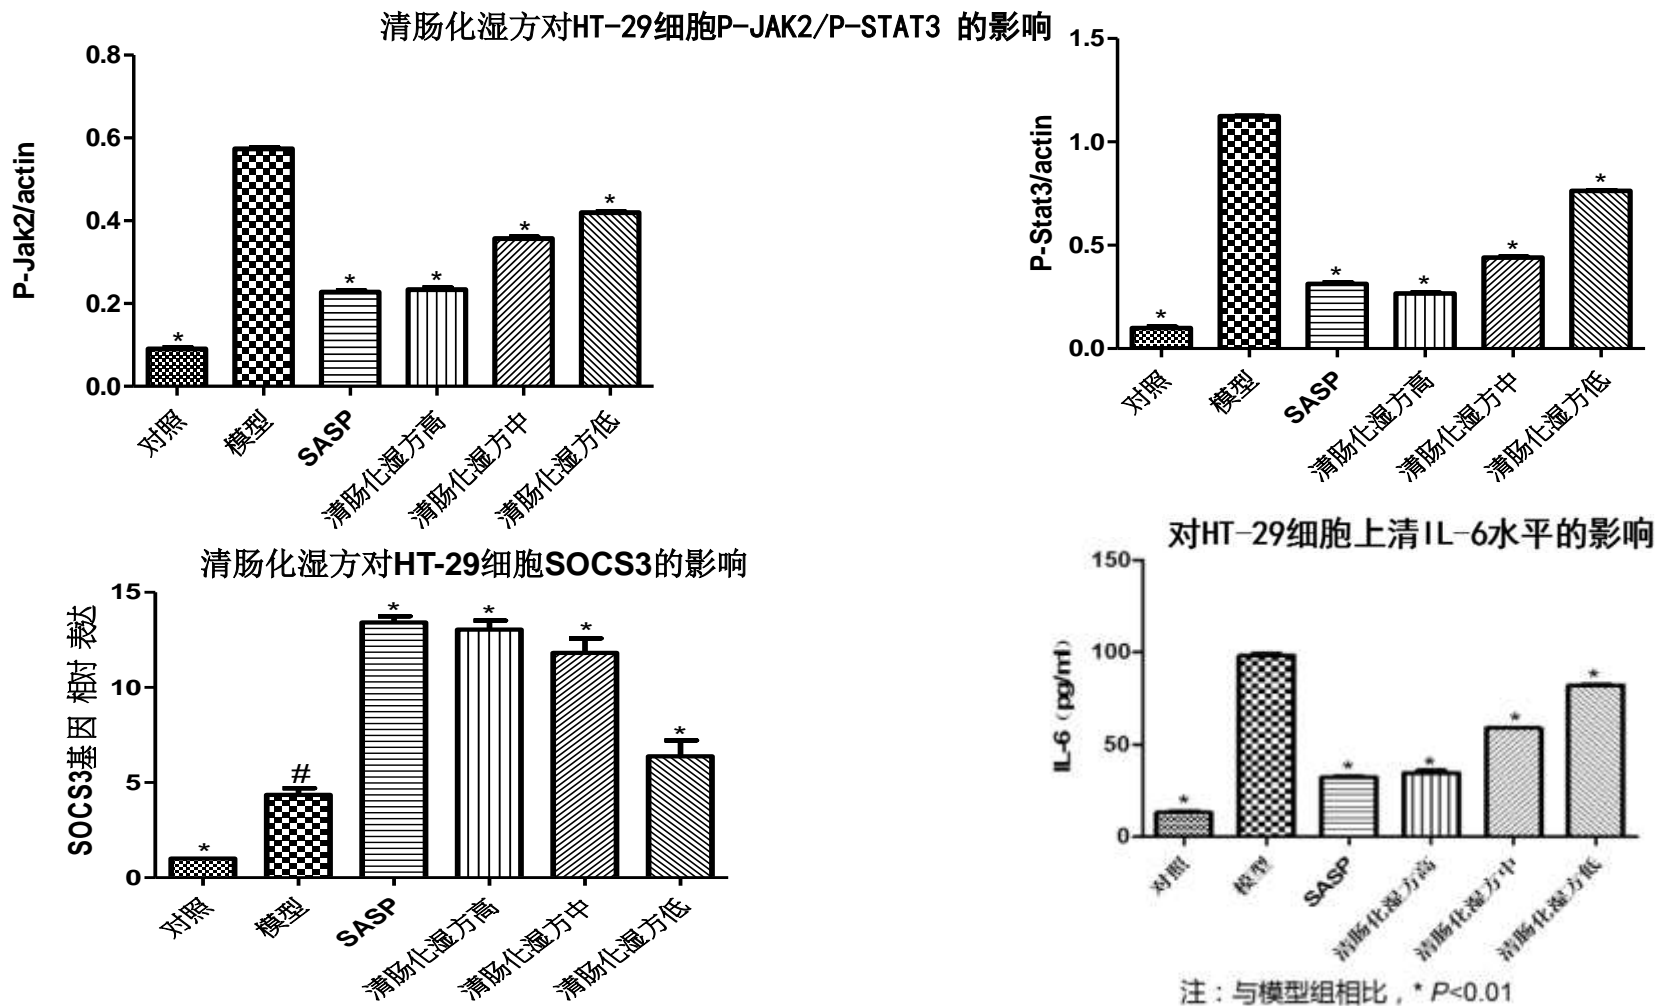 清肠化湿方对HT-29细胞P-JAK2/P-STAT3 的影响
P-Jak2/actin
0.8
0.6
0.4
0.2
0.0
*
*
*
*
*
对照
模型
SASP
清肠化湿方高
清肠化湿方中
清肠化湿方低
P-Stat3/actin
1.5
1.0
0.5
0.0
*
*
*
*
*
对照
模型
SASP
清肠化湿方高
清肠化湿方中
清肠化湿方低
清肠化湿方对HT-29细胞SOCS3的影响
SOCS3基因 相对 表达
15
10
5
0
*
#
*
*
*
*
对照
模型
SASP
清肠化湿方高
清肠化湿方中
清肠化湿方低
对HT-29细胞上清IL-6水平的影响
IL-6 (pg/ml)
150
100
50
0
*
*
*
*
*
对照
模型
SASP
清肠化湿方高
清肠化湿方中
清肠化湿方低
注：与模型组相比，* P<0.01